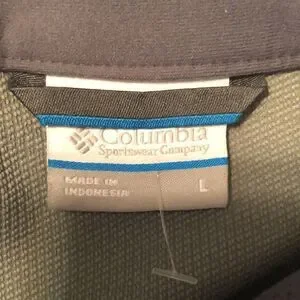 Columbia
Sportswear Company
MADE IN
INDONESIA
L